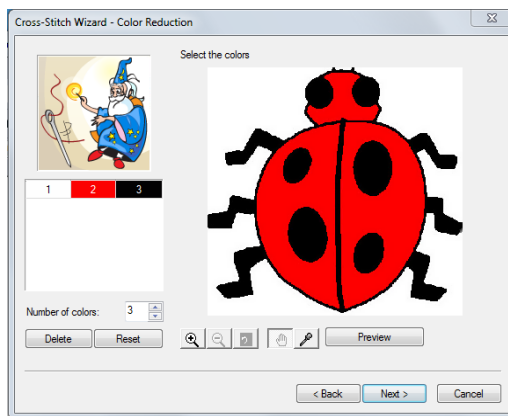 Cross-Stitch Wizard - Color Reduction
Select the colors
1 2 3
Number of colors: 3
Delete Reset
Preview
< Back Next > Cancel